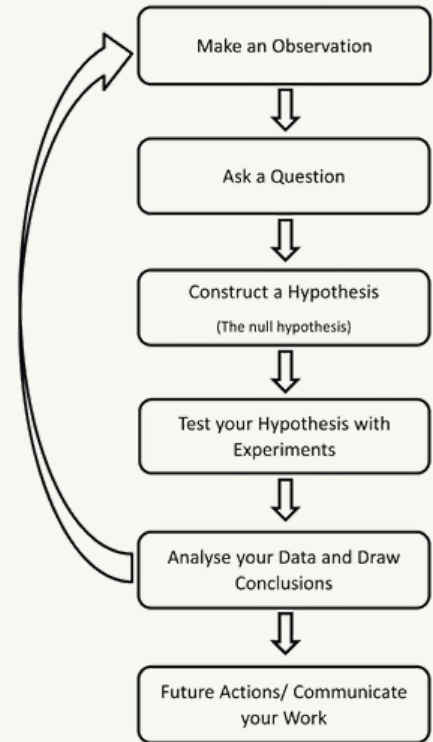 Make an Observation
Ask a Question
Construct a Hypothesis
(The null hypothesis)
Test your Hypothesis with
Experiments
Analyse your Data and Draw
Conclusions
Future Actions/ Communicate
your Work